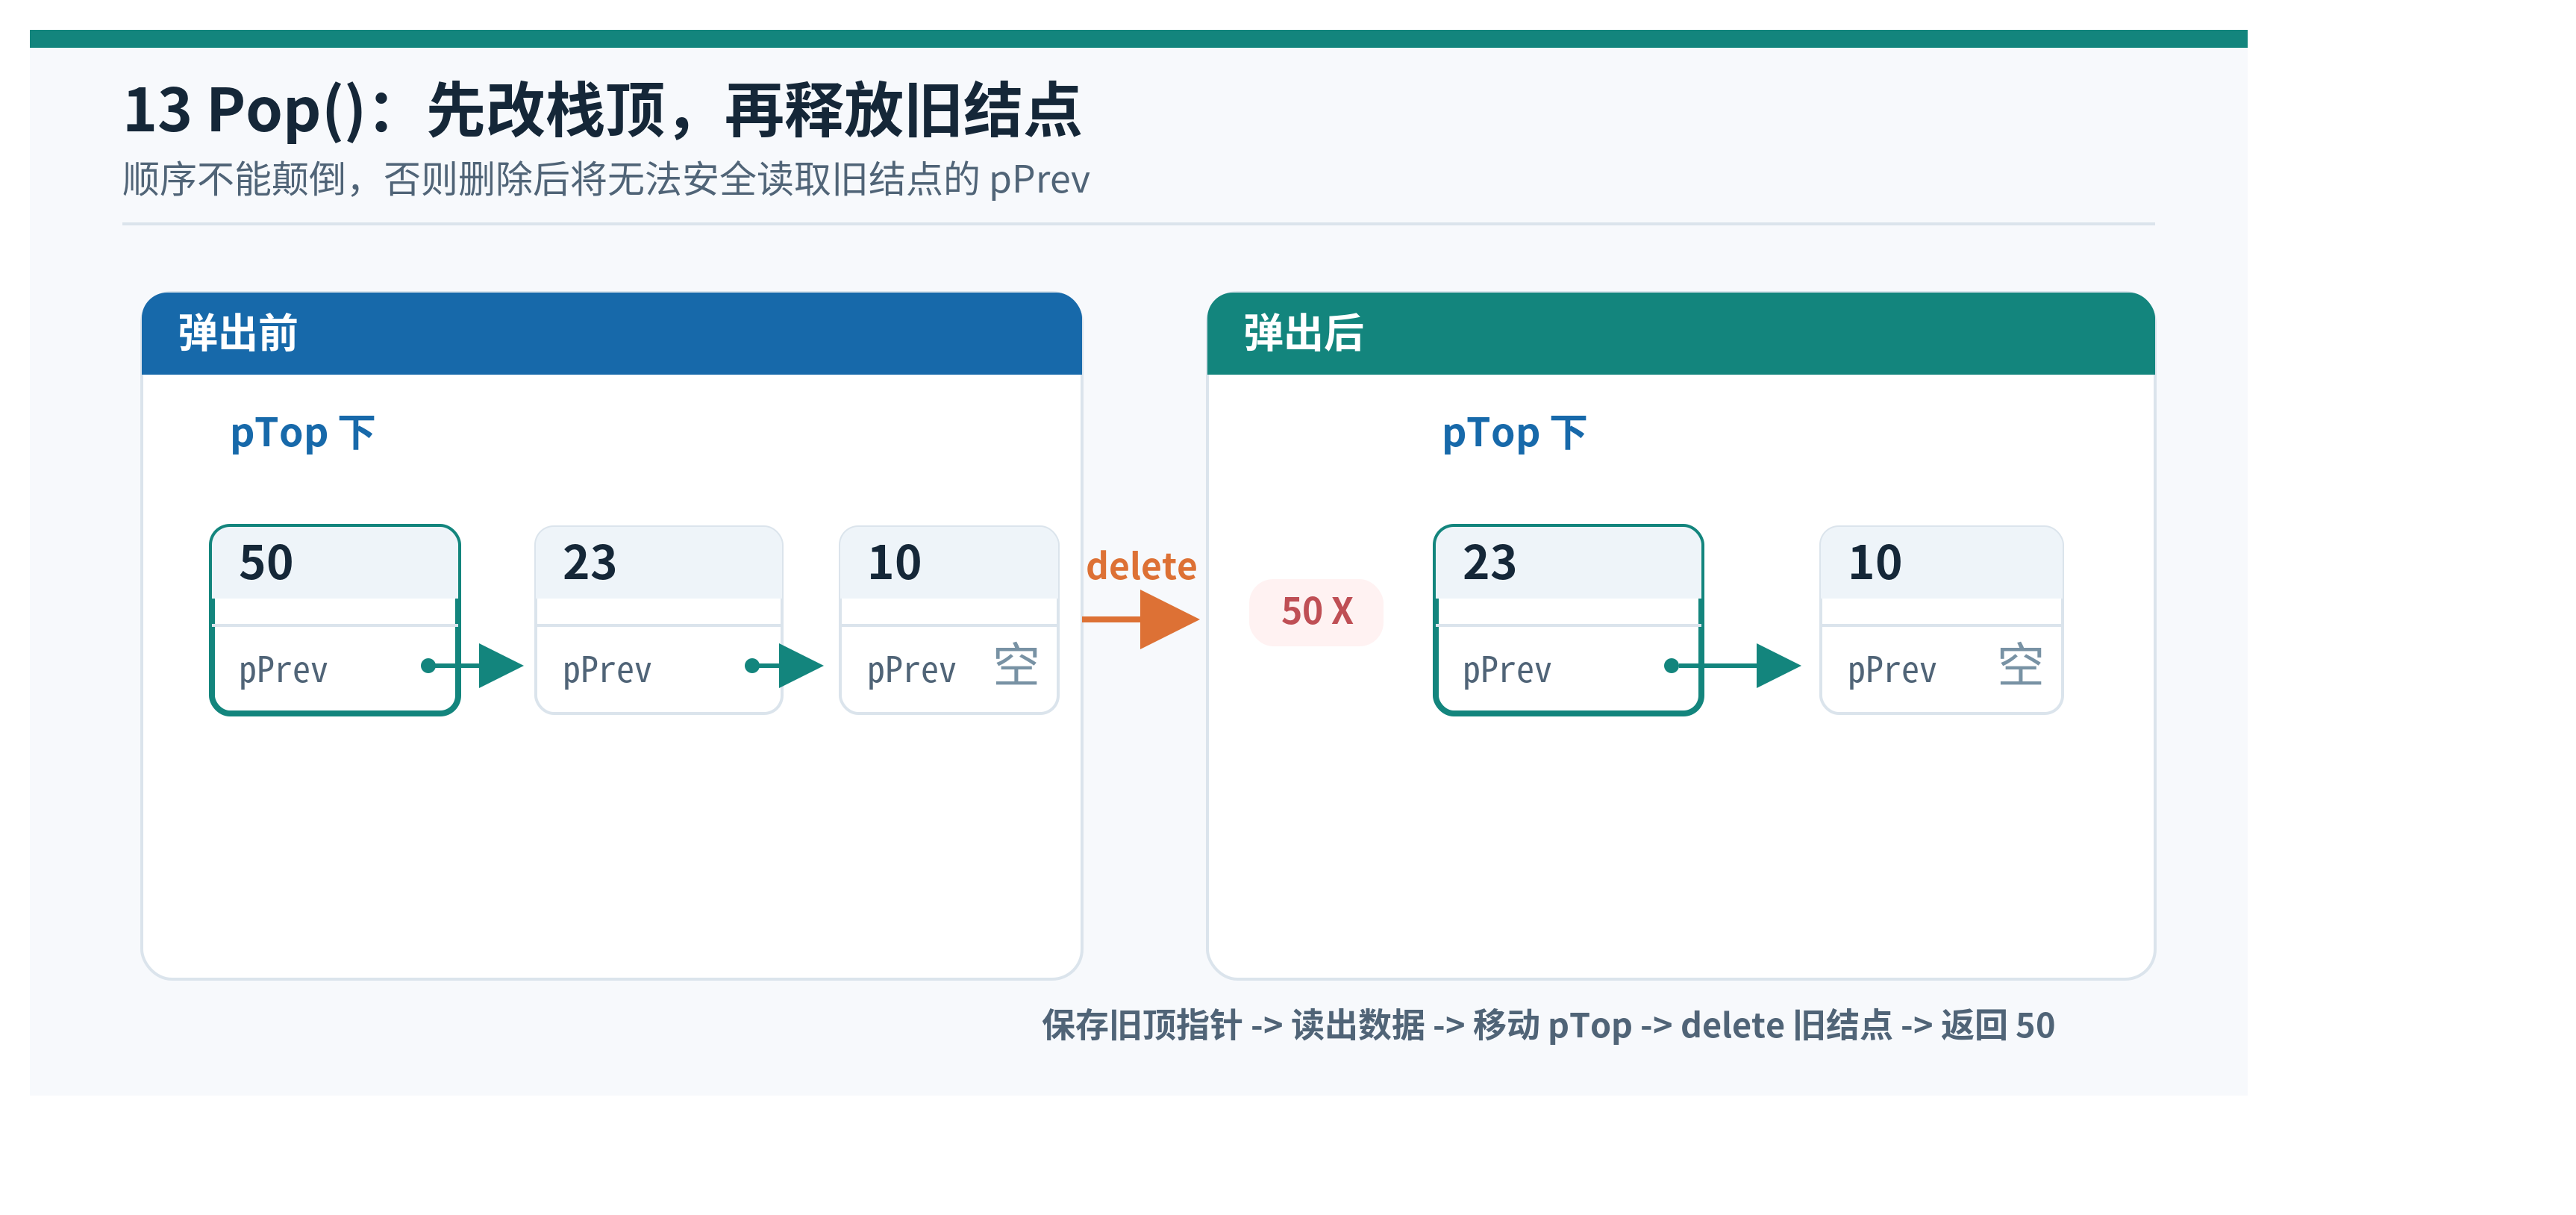 13 Pop()：先改栈顶，再释放旧结点
顺序不能颠倒，否则删除后将无法安全读取旧结点的 pPrev
弹出前
pTop 下
50
pPrev
23
pPrev
10
pPrev 空
delete
弹出后
pTop 下
50 X
23
pPrev
10
pPrev 空
保存旧顶指针 -> 读出数据 -> 移动 pTop -> delete 旧结点 -> 返回 50